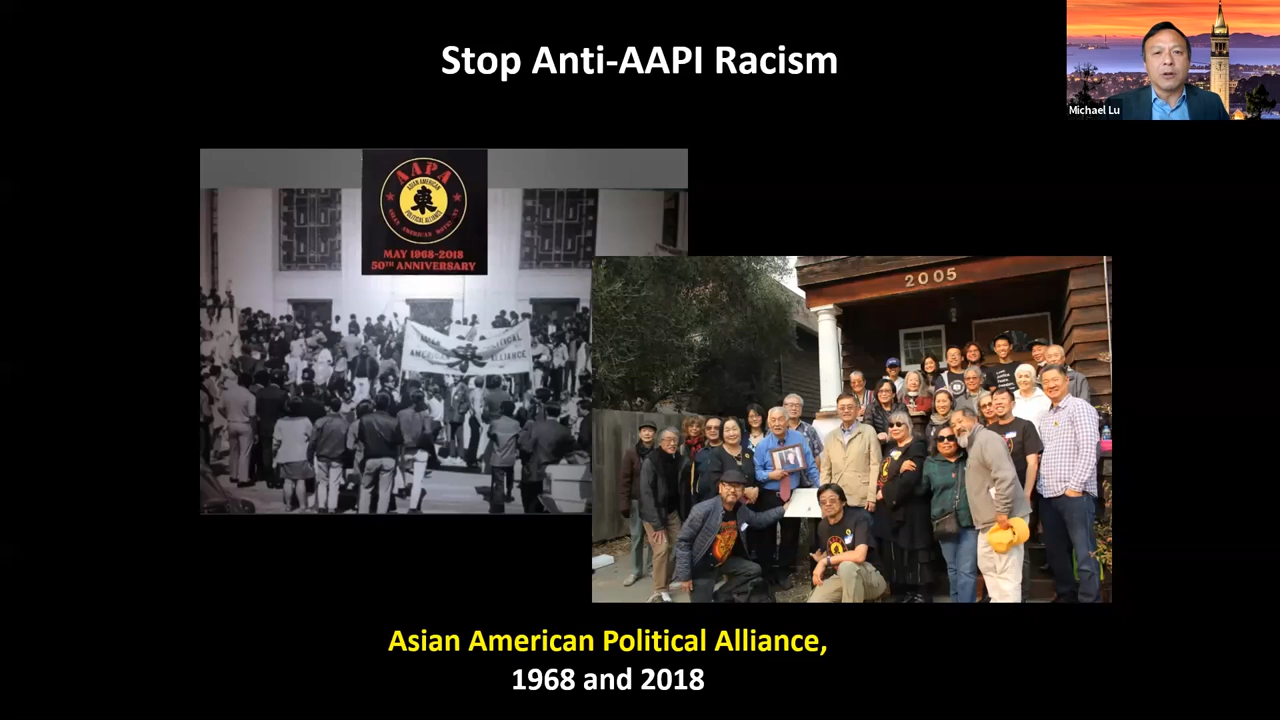 Stop Anti-AAPI Racism
Michael Lu
AAPA
ASIAN AMERICAN
東
POLITICAL ALLIANCE
MAY 1968-2018
50TH ANNIVERSARY
ASIAN POLITICAL
AMERICAN ALLIANCE
2005
Asian American Political Alliance,
1968 and 2018